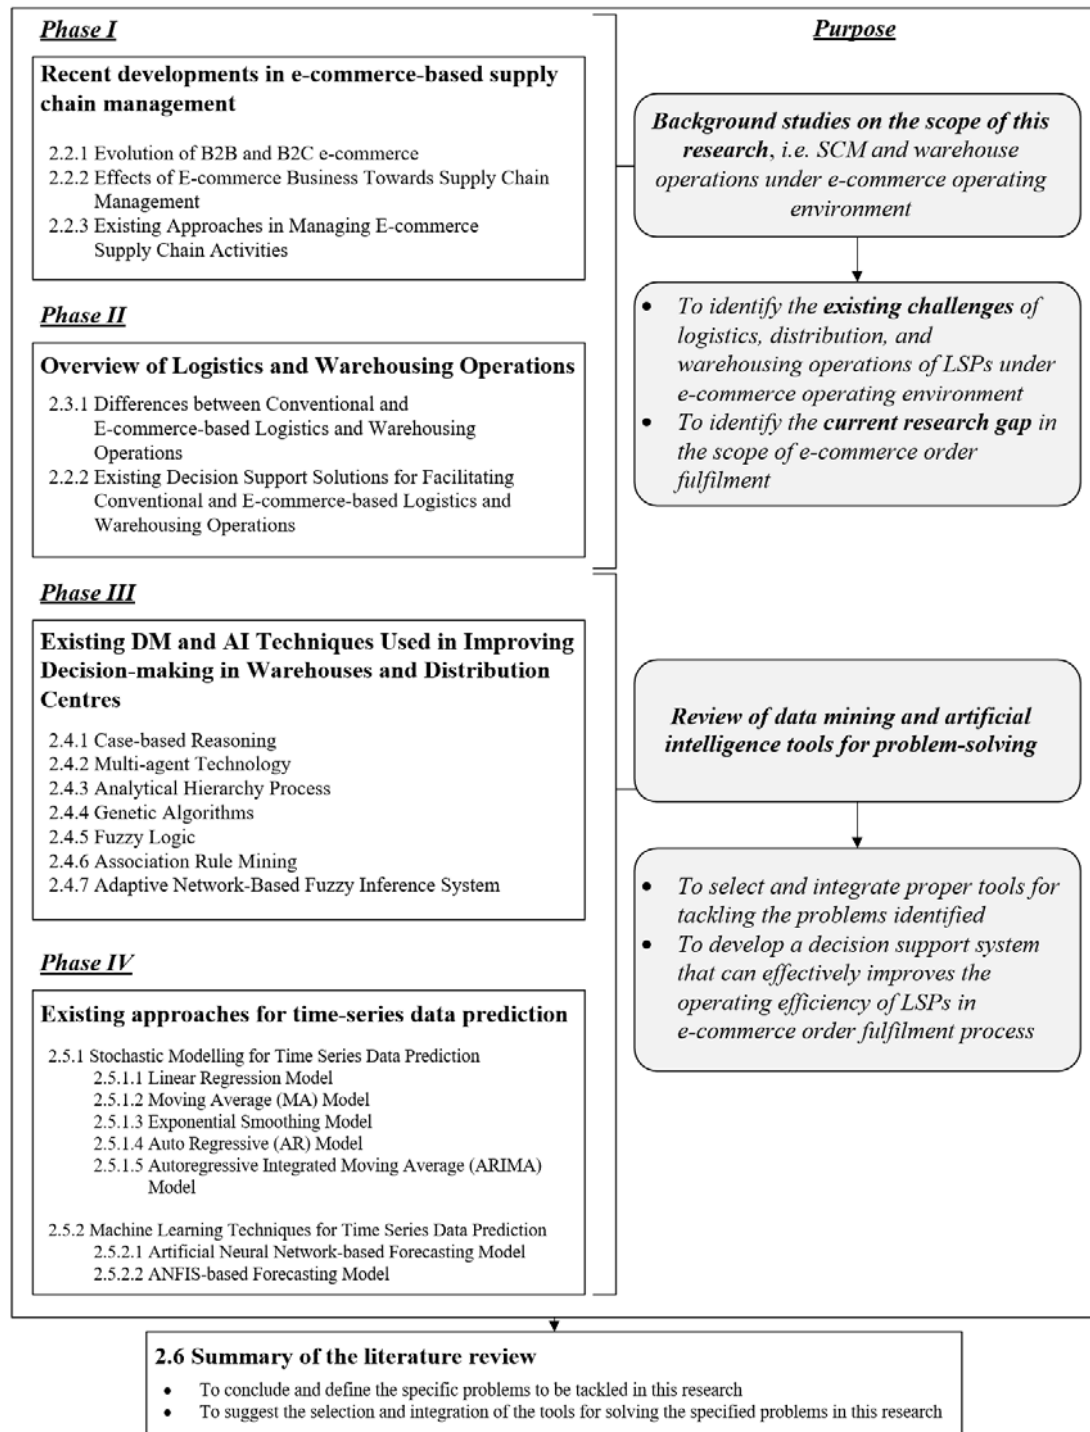 Phase I
Recent developments in e-commerce-based supply
chain management
2.2.1 Evolution of B2B and B2C e-commerce
2.2.2 Effects of E-commerce Business Towards Supply Chain
Management
2.2.3 Existing Approaches in Managing E-commerce
Supply Chain Activities
Phase II
Overview of Logistics and Warehousing Operations
2.3.1 Differences between Conventional and
E-commerce-based Logistics and Warehousing
Operations
2.2.2 Existing Decision Support Solutions for Facilitating
Conventional and E-commerce-based Logistics and
Warehousing Operations
Purpose
Background studies on the scope of this
research, i.e. SCM and warehouse
operations under e-commerce operating
environment
• To identify the existing challenges of
logistics, distribution, and
warehousing operations of LSPs under
e-commerce operating environment
• To identify the current research gap in
the scope of e-commerce order
fulfilment
Phase III
Existing DM and AI Techniques Used in Improving
Decision-making in Warehouses and Distribution
Centres
2.4.1 Case-based Reasoning
2.4.2 Multi-agent Technology
2.4.3 Analytical Hierarchy Process
2.4.4 Genetic Algorithms
2.4.5 Fuzzy Logic
2.4.6 Association Rule Mining
2.4.7 Adaptive Network-Based Fuzzy Inference System
Phase IV
Existing approaches for time-series data prediction
2.5.1 Stochastic Modelling for Time Series Data Prediction
2.5.1.1 Linear Regression Model
2.5.1.2 Moving Average (MA) Model
2.5.1.3 Exponential Smoothing Model
2.5.1.4 Auto Regressive (AR) Model
2.5.1.5 Autoregressive Integrated Moving Average (ARIMA)
Model
2.5.2 Machine Learning Techniques for Time Series Data Prediction
2.5.2.1 Artificial Neural Network-based Forecasting Model
2.5.2.2 ANFIS-based Forecasting Model
Review of data mining and artificial
intelligence tools for problem-solving
• To select and integrate proper tools for
tackling the problems identified
• To develop a decision support system
that can effectively improves the
operating efficiency of LSPs in
e-commerce order fulfilment process
2.6 Summary of the literature review
• To conclude and define the specific problems to be tackled in this research
• To suggest the selection and integration of the tools for solving the specified problems in this research